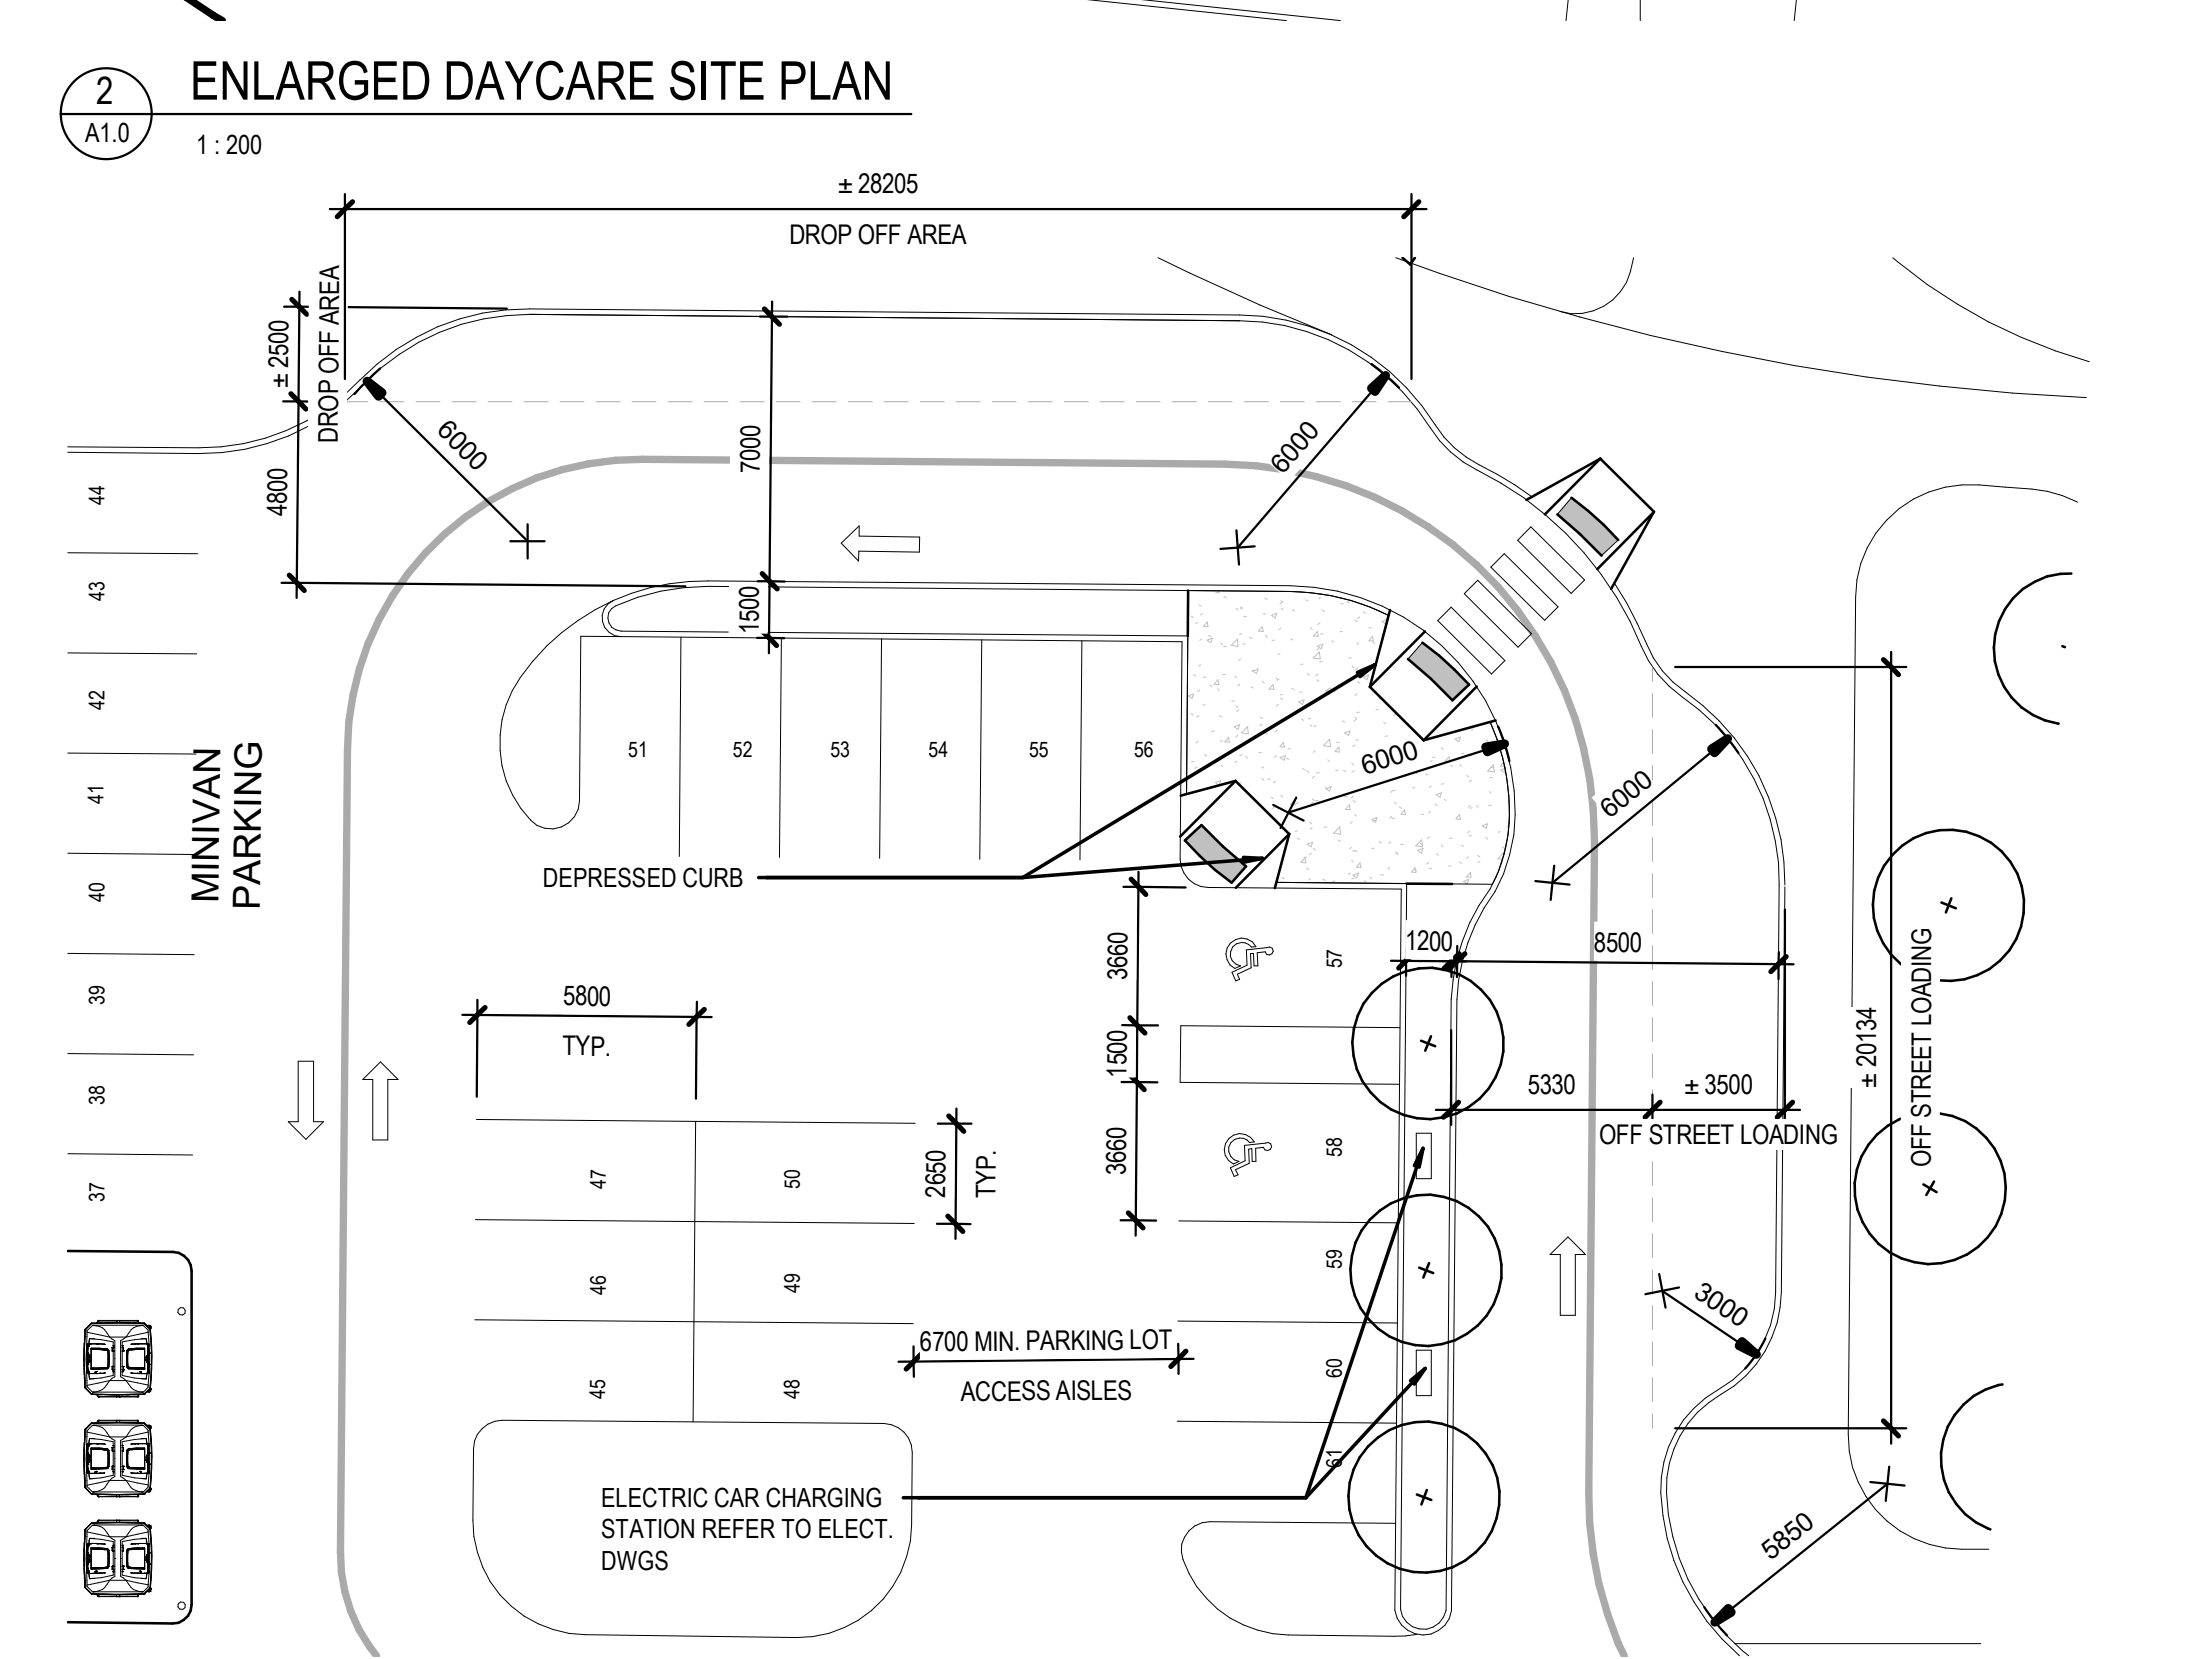 2
A1.0
ENLARGED DAYCARE SITE PLAN
1 : 200
± 28205
DROP OFF AREA
± 2500
DROP OFF AREA
4800
6000
7000
6000
1500
44
43
42
41
40
39
38
37
MINIVAN
PARKING
51
52
53
54
55
56
6000
6000
DEPRESSED CURB
3660
57
1200
8500
5800
TYP.
1500
5330
± 3500
OFF STREET LOADING
± 20134
OFF STREET LOADING
3660
58
47
50
2650
TYP.
46
49
59
3000
6700 MIN. PARKING LOT
ACCESS AISLES
45
48
60
61
ELECTRIC CAR CHARGING
STATION REFER TO ELECT.
DWGS
5850